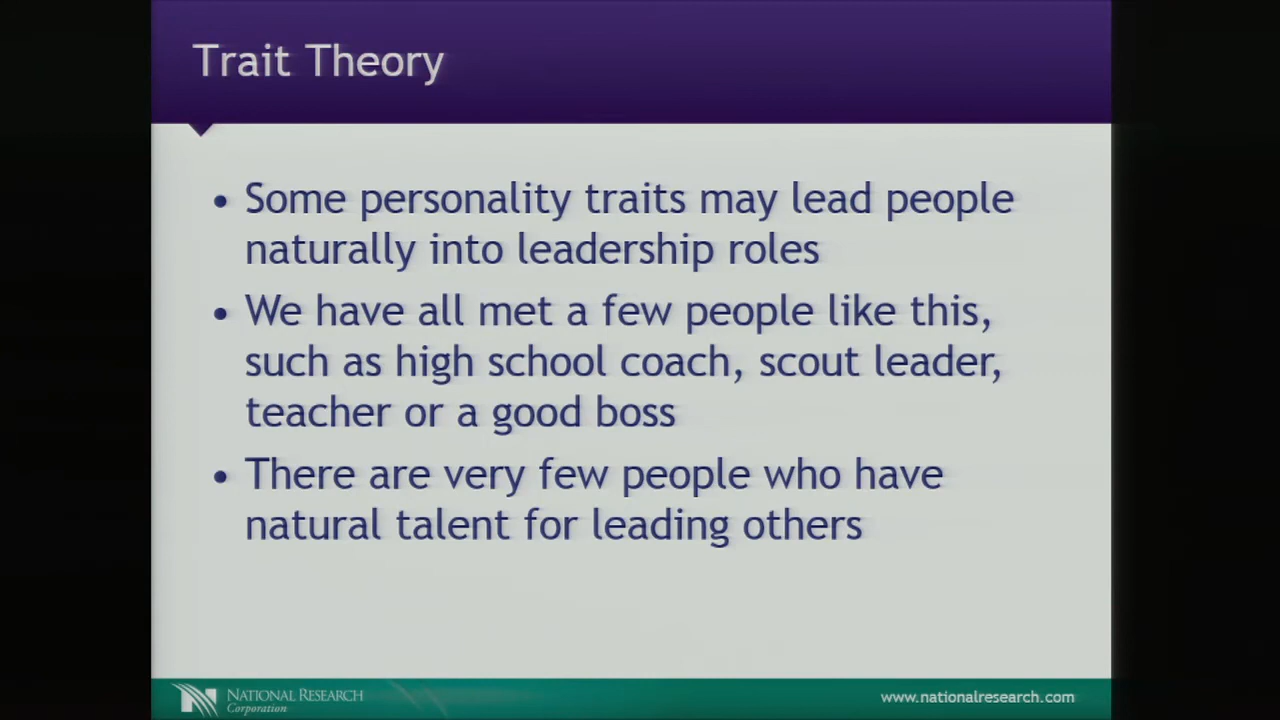 Trait Theory
• Some personality traits may lead people
naturally into leadership roles
• We have all met a few people like this,
such as high school coach, scout leader,
teacher or a good boss
• There are very few people who have
natural talent for leading others
NATIONAL RESEARCH
Corporation
www.nationalresearch.com